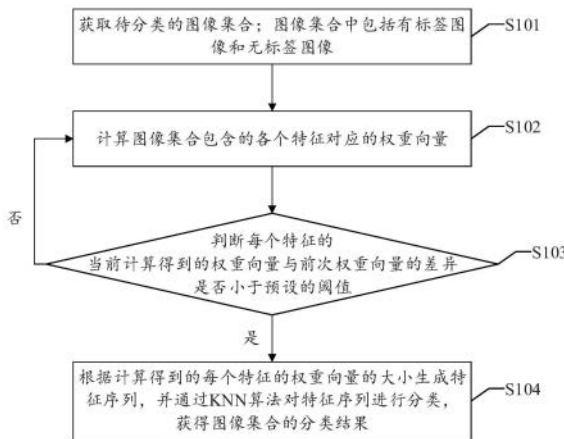 获取待分类的图像集合；图像集合中包括有标签图
像和无标签图像
S101
计算图像集合包含的各个特征对应的权重向量
S102
否
判断每个特征的
当前计算得到的权重向量与前次权重向量的差异
是否小于预设的阈值
S103
是
根据计算得到的每个特征的权重向量的大小生成特
征序列，并通过KNN算法对特征序列进行分类，
获得图像集合的分类结果
S104